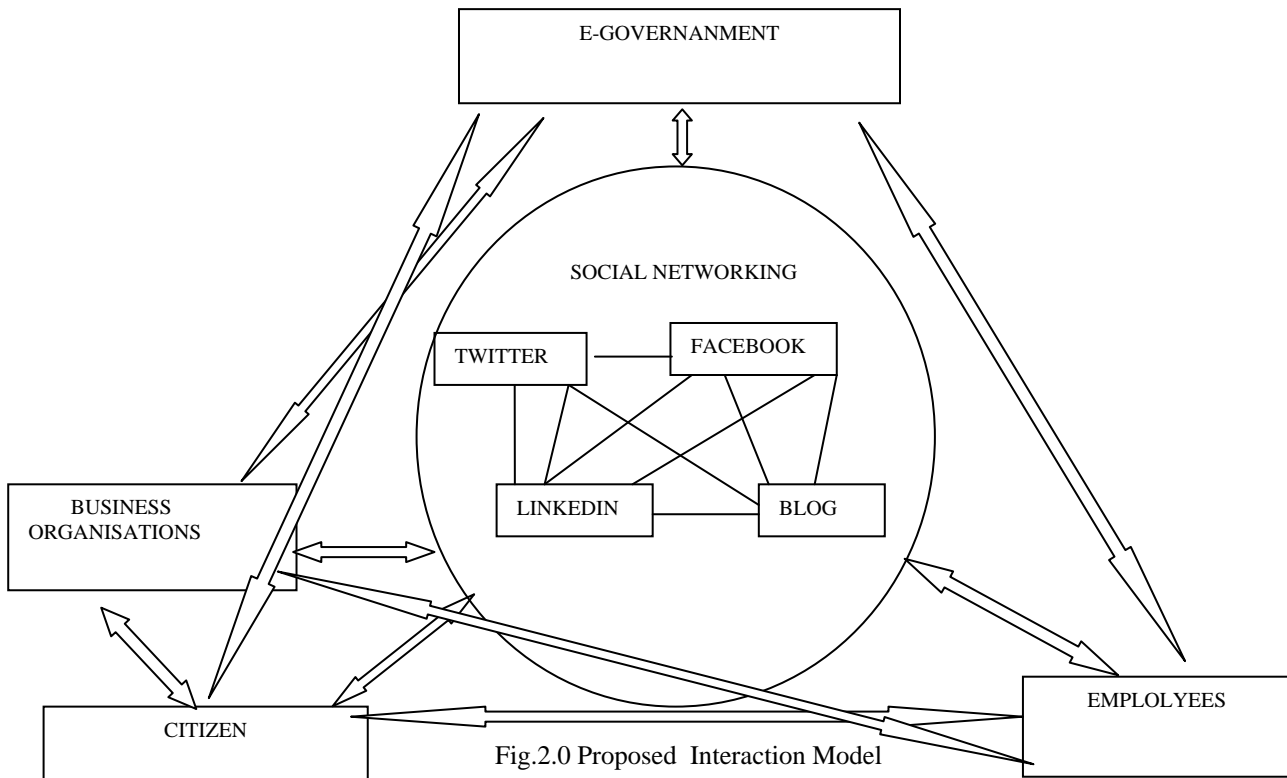 E-GOVERNANMENT
SOCIAL NETWORKING
TWITTER
FACEBOOK
LINKEDIN
BLOG
BUSINESS
ORGANISATIONS
CITIZEN
EMPLOLYEES
Fig.2.0 Proposed Interaction Model